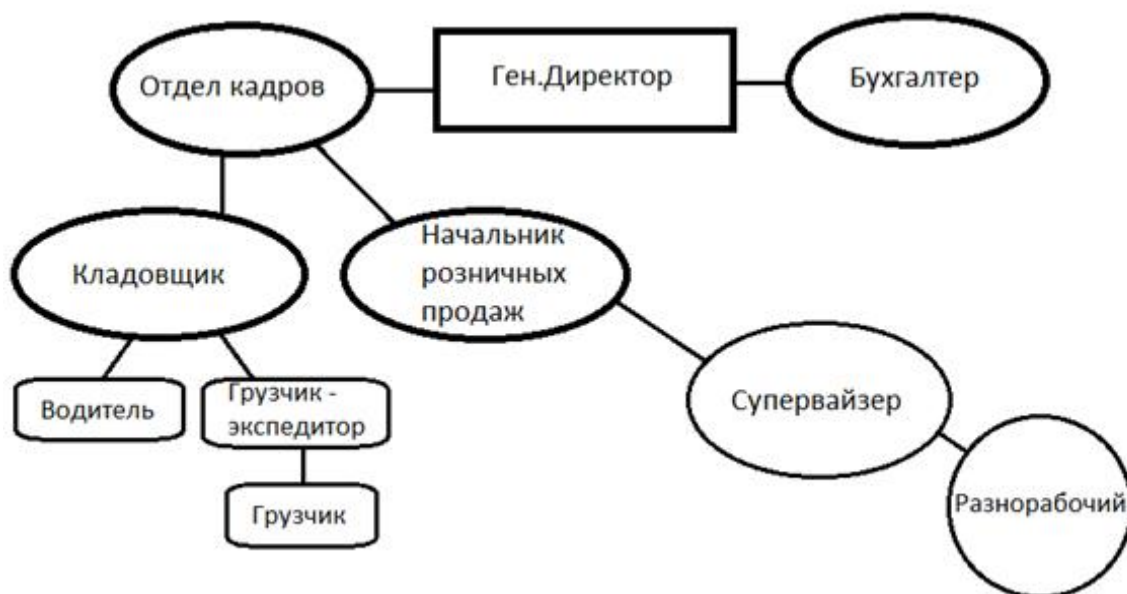 Отдел кадров
Ген.Директор
Бухгалтер
Кладовщик
Начальник
розничных
продаж
Водитель
Грузчик -
экспедитор
Супервайзер
Грузчик
Разнорабочий